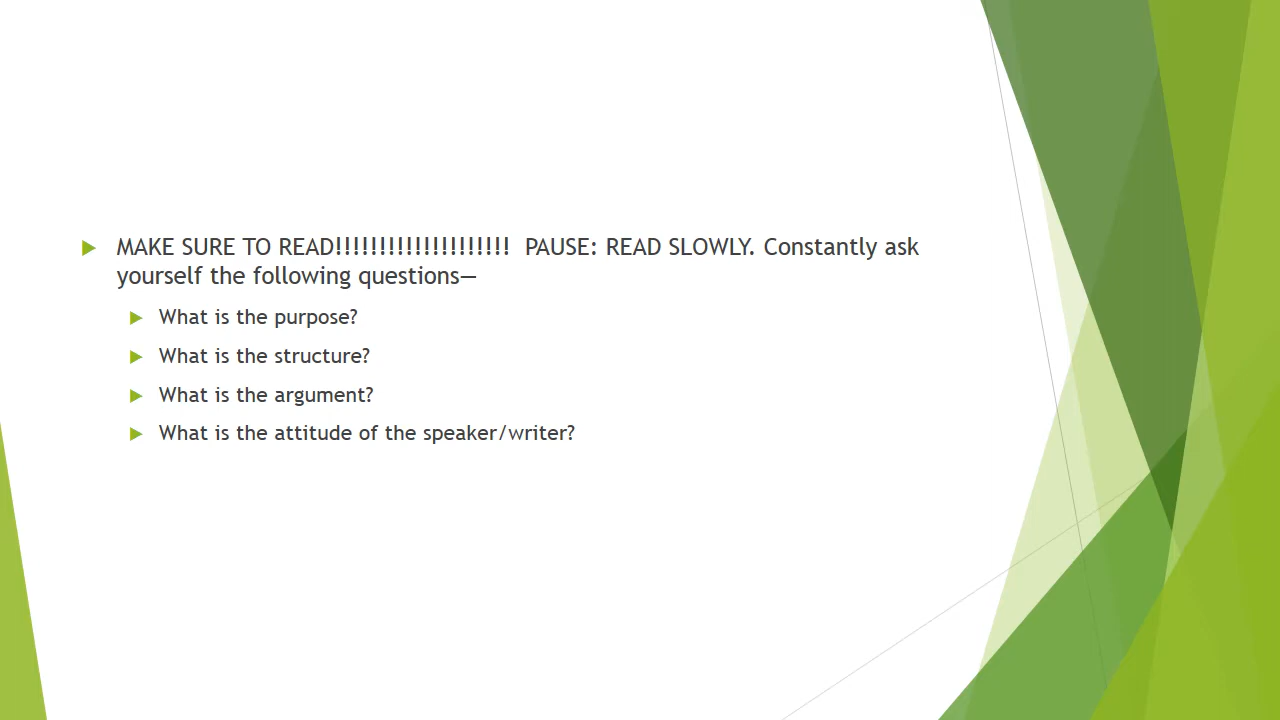 MAKE SURE TO READ!!!!!!!!!!!!!!!!!!!! PAUSE: READ SLOWLY. Constantly ask
yourself the following questions—
What is the purpose?
What is the structure?
What is the argument?
What is the attitude of the speaker/writer?